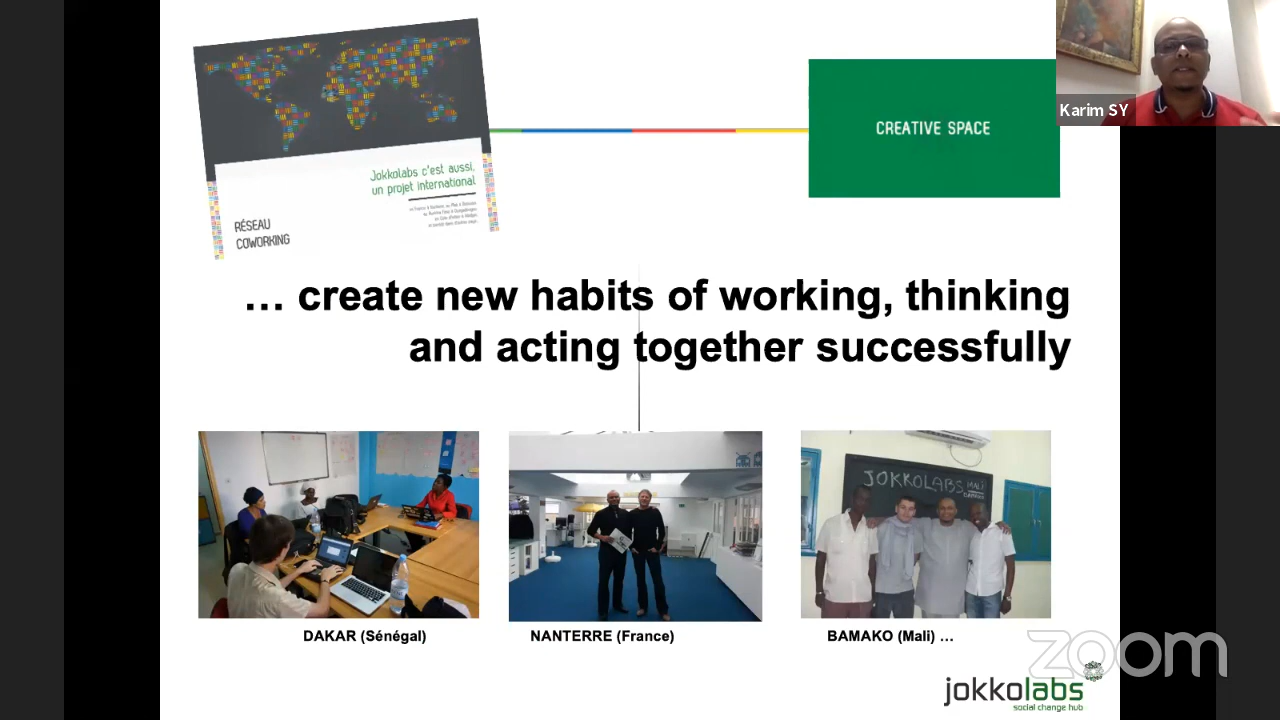 Karim SY
Jokkolabs c'est aussi,
un projet international
RÉSEAU
COWORKING
CREATIVE SPACE
... create new habits of working, thinking
and acting together successfully
JOKKOLABS MALI
DAKAR (Sénégal)
NANTERRE (France)
BAMAKO (Mali) ...
zoom
jokkolabs
social change hub